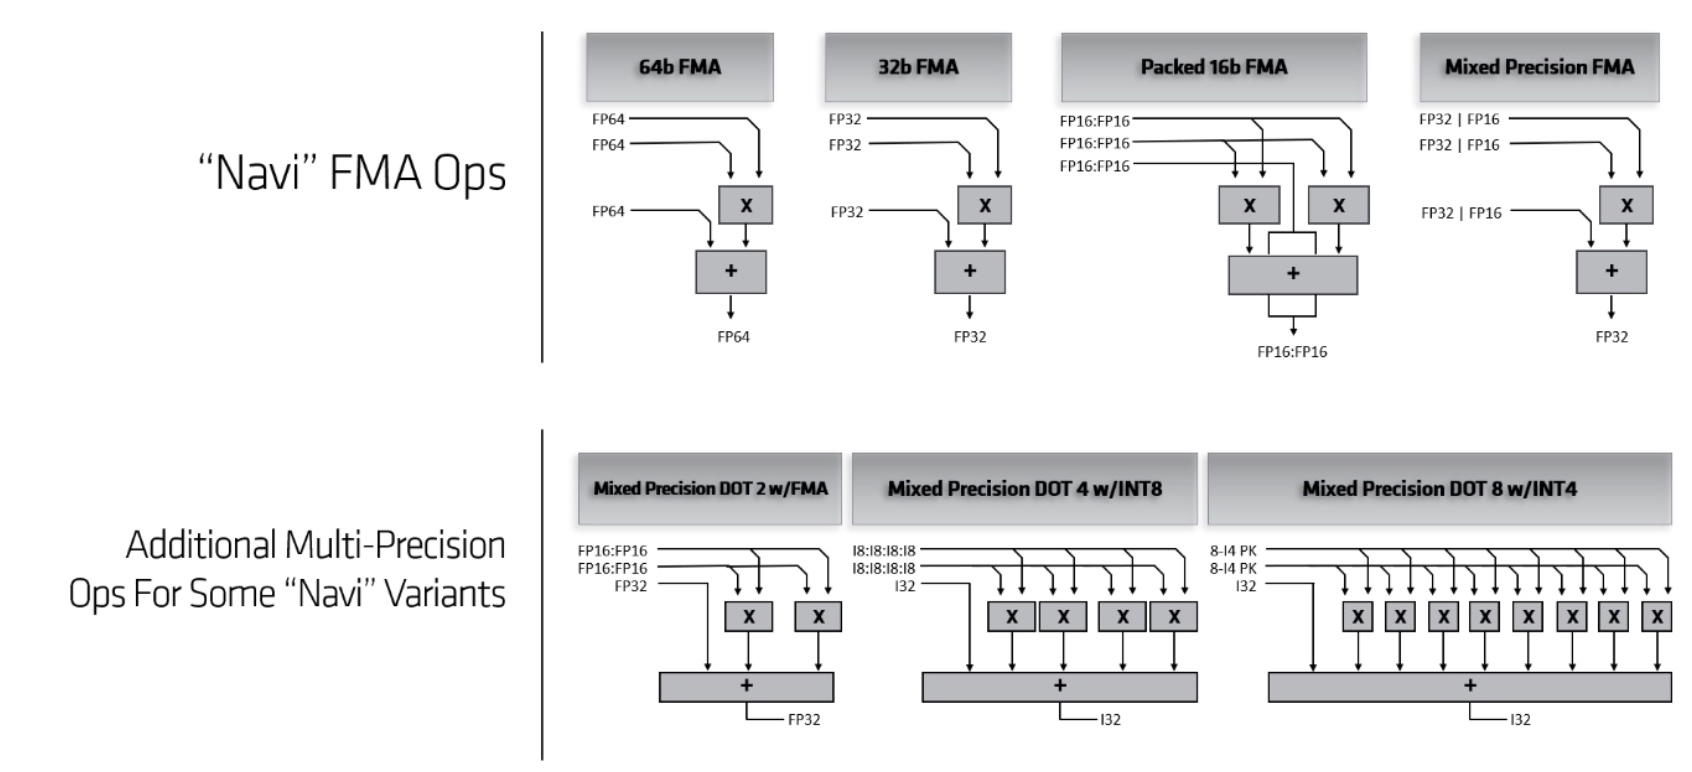 "Navi" FMA Ops
64b FMA
FP64
FP64
FP64
X
+
FP64
32b FMA
FP32
FP32
FP32
X
+
FP32
Packed 16b FMA
FP16:FP16
FP16:FP16
FP16:FP16
X X
+
FP16:FP16
Mixed Precision FMA
FP32 | FP16
FP32 | FP16
FP32 | FP16
X
+
FP32
Additional Multi-Precision
Ops For Some "Navi" Variants
Mixed Precision DOT 2 w/FMA
FP16:FP16
FP16:FP16
FP32
X X
+
FP32
Mixed Precision DOT 4 w/INT8
I8:I8:I8:I8
I8:I8:I8:I8
I32
X X X X
+
I32
Mixed Precision DOT 8 w/INT4
8-I4 PK
8-I4 PK
I32
X X X X X X X X
+
I32